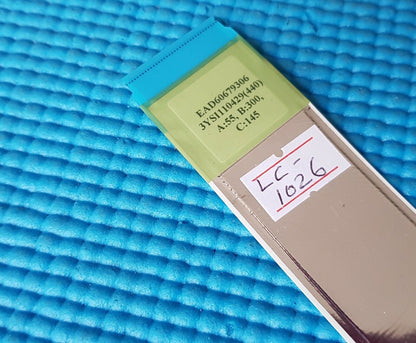 EAD60679306
3YSI110429(440)
A:55, B:300,
C:145
LC-
1026